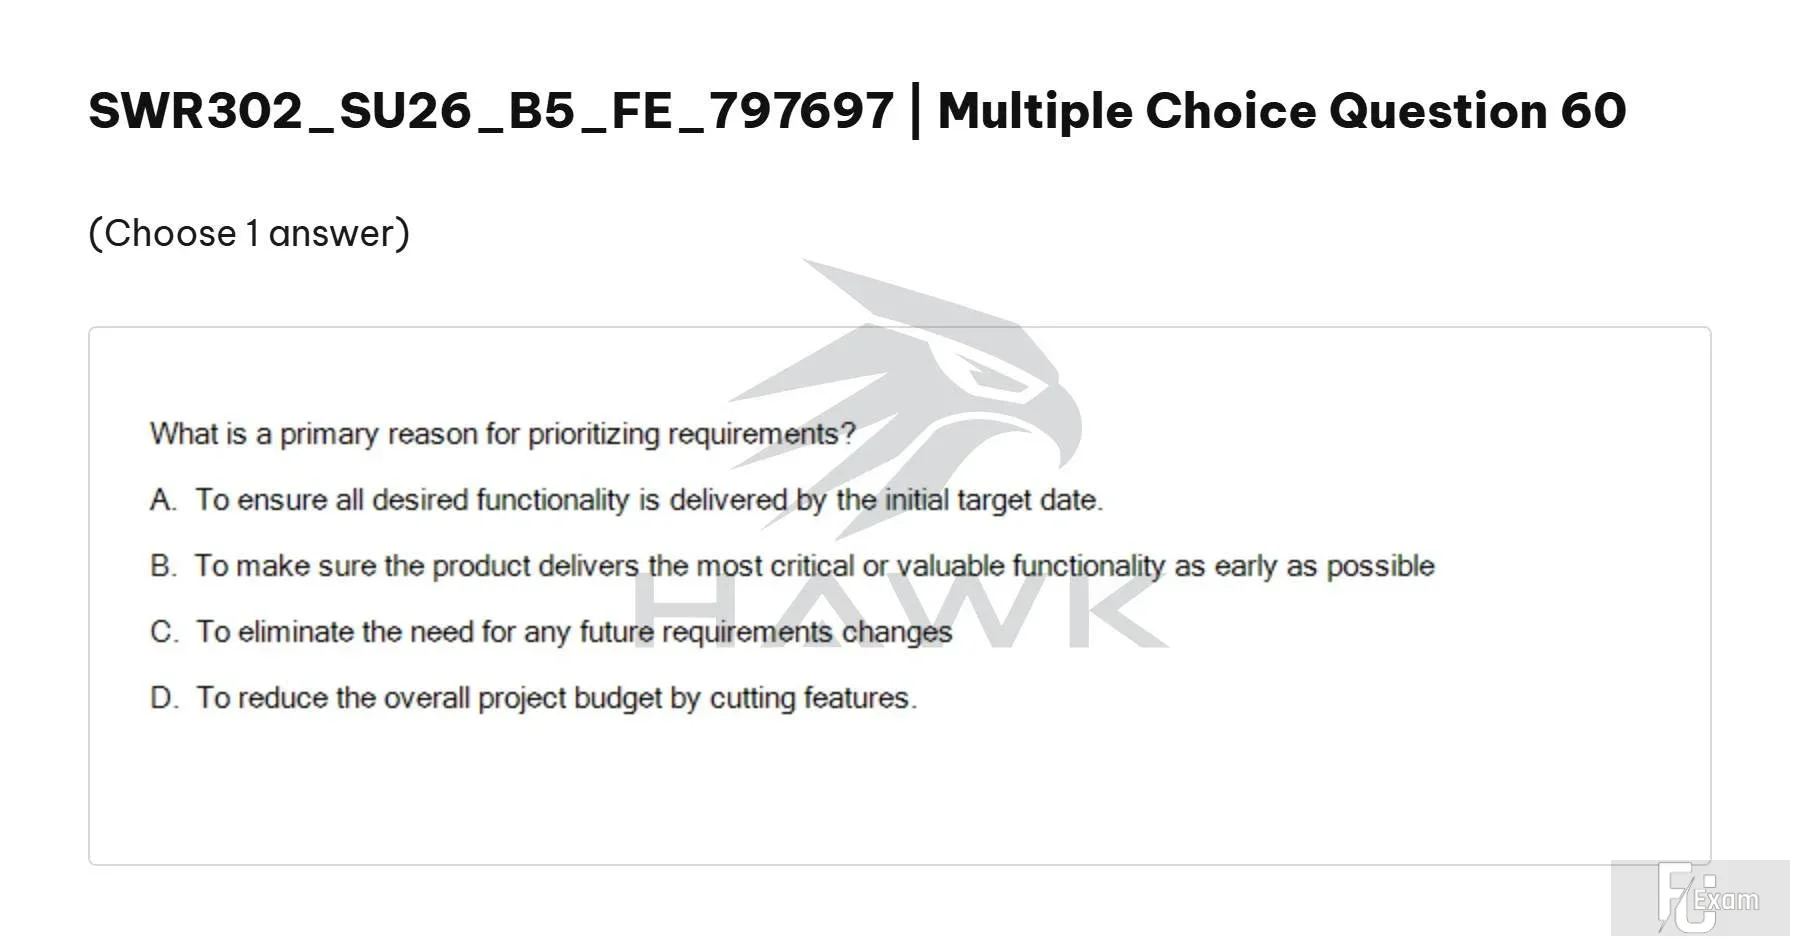 SWR302_SU26_B5_FE_797697 | Multiple Choice Question 60
(Choose 1 answer)
What is a primary reason for prioritizing requirements?
A. To ensure all desired functionality is delivered by the initial target date.
B. To make sure the product delivers the most critical or valuable functionality as early as possible
C. To eliminate the need for any future requirements changes
D. To reduce the overall project budget by cutting features.
HAWK
FU Exam